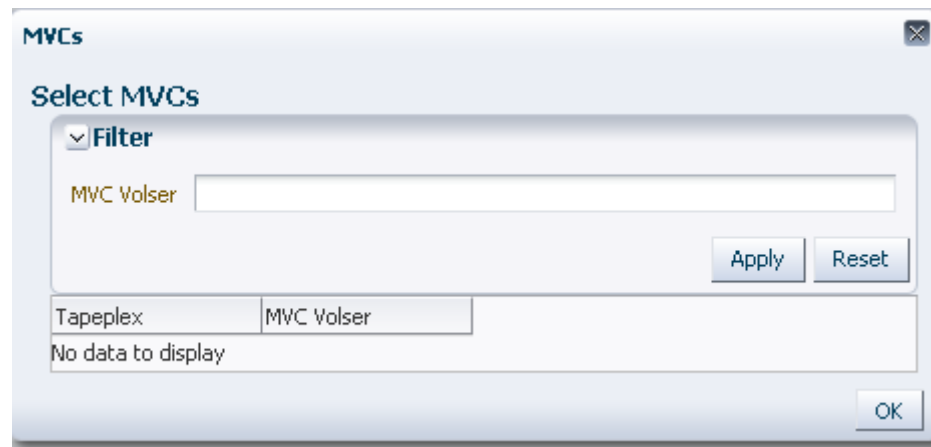 MVCs
Select MVCs
Filter
MVC Volser
Apply Reset
Tapeplex MVC Volser
No data to display
OK